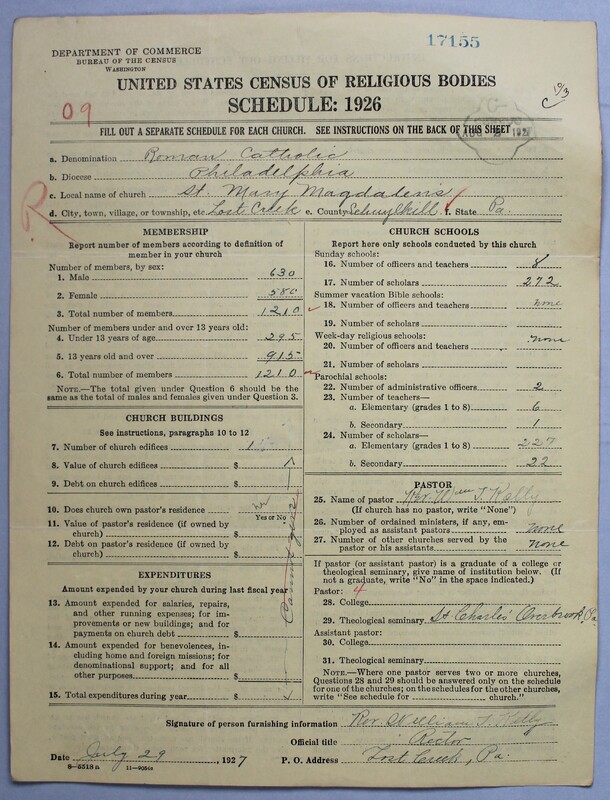 17155
DEPARTMENT OF COMMERCE
BUREAU OF THE CENSUS
WASHINGTON
UNITED STATES CENSUS OF RELIGIOUS BODIES
SCHEDULE: 1926
09
FILL OUT A SEPARATE SCHEDULE FOR EACH CHURCH. SEE INSTRUCTIONS ON THE BACK OF THIS SHEET
a. Denomination Roman Catholic
b. Diocese Philadelphia
c. Local name of church St. Mary Magdalens
d. City, town, village, or township, etc. Lost Creek e. County Schuylkill f. State Pa.
R
MEMBERSHIP
Report number of members according to definition of member in your church
Number of members, by sex:
1. Male 630
2. Female 580
3. Total number of members 1210
Number of members under and over 13 years old:
4. Under 13 years of age 295
5. 13 years old and over 915
6. Total number of members 1210
NOTE.—The total given under Question 6 should be the
same as the total of males and females given under Question 3.
CHURCH BUILDINGS
See instructions, paragraphs 10 to 12
7. Number of church edifices 1
8. Value of church edifices $
9. Debt on church edifices $
10. Does church own pastor's residence
Yes or No
11. Value of pastor's residence (if owned by
church) $
12. Debt on pastor's residence (if owned by
church) $
EXPENDITURES
Amount expended by your church during last fiscal year
13. Amount expended for salaries, repairs,
and other running expenses; for im-
provements or new buildings; and for
payments on church debt $
14. Amount expended for benevolences, in-
cluding home and foreign missions; for
denominational support; and for all
other purposes $
15. Total expenditures during year $
Cannot give
CHURCH SCHOOLS
Report here only schools conducted by this church
Sunday schools:
16. Number of officers and teachers 8
17. Number of scholars 272
Summer vacation Bible schools:
18. Number of officers and teachers none
19. Number of scholars
Week-day religious schools:
20. Number of officers and teachers none
21. Number of scholars
Parochial schools:
22. Number of administrative officers 2
23. Number of teachers—
a. Elementary (grades 1 to 8) 6
b. Secondary 1
24. Number of scholars—
a. Elementary (grades 1 to 8) 227
b. Secondary 22
PASTOR
25. Name of pastor Rev. Wm T. Kelly
(If church has no pastor, write "None")
26. Number of ordained ministers, if any, em-
ployed as assistant pastors none
27. Number of other churches served by the
pastor or his assistants none
If pastor (or assistant pastor) is a graduate of a college or
theological seminary, give name of institution below. (If
not a graduate, write "No" in the space indicated.)
Pastor: 4
28. College
29. Theological seminary St Charles' Overbrook, Pa.
Assistant pastor:
30. College
31. Theological seminary
NOTE.—Where one pastor serves two or more churches,
Questions 28 and 29 should be answered only on the schedule
for one of the churches; on the schedules for the other churches,
write "See schedule for ________ church."
Signature of person furnishing information Rev. William T. Kelly
Official title Rector
Date July 29, 1927 P. O. Address Lost Creek, Pa.